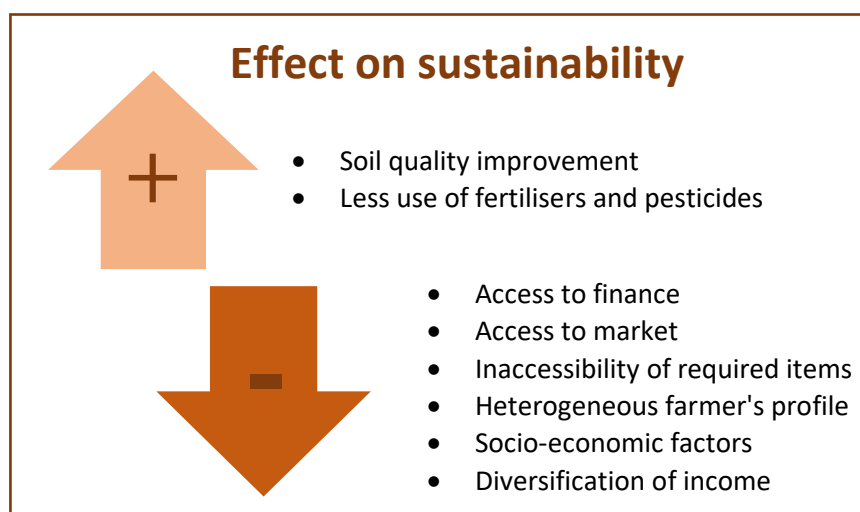 Effect on sustainability
+
• Soil quality improvement
• Less use of fertilisers and pesticides
-
• Access to finance
• Access to market
• Inaccessibility of required items
• Heterogeneous farmer's profile
• Socio-economic factors
• Diversification of income